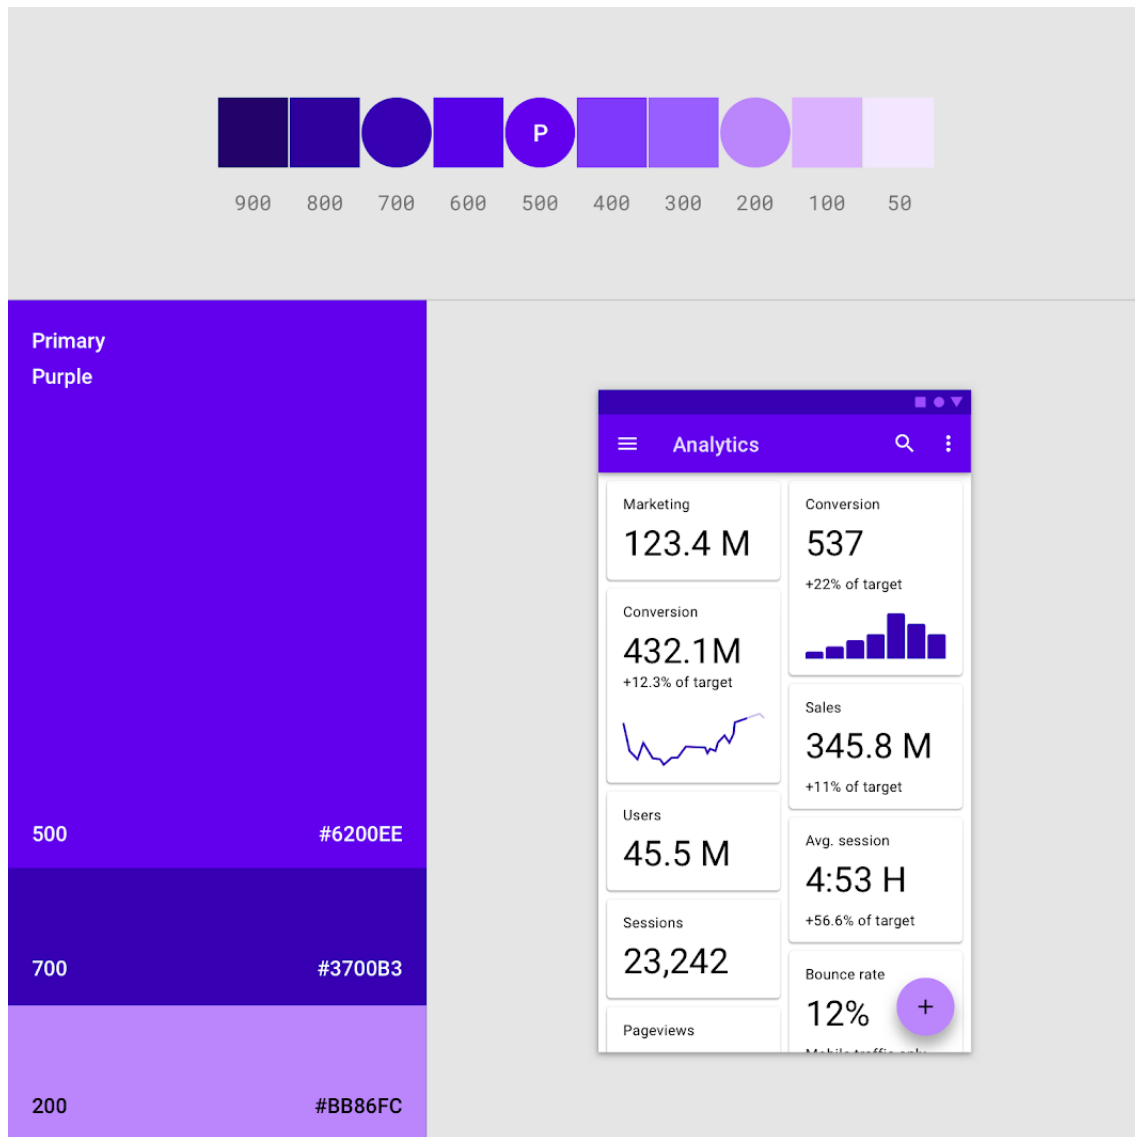 P
900 800 700 600 500 400 300 200 100 50
Primary
Purple
500 #6200EE
700 #3700B3
200 #BB86FC
Analytics
Marketing
123.4 M
Conversion
432.1M
+12.3% of target
Users
45.5 M
Sessions
23,242
Pageviews
Conversion
537
+22% of target
Sales
345.8 M
+11% of target
Avg. session
4:53 H
+56.6% of target
Bounce rate
12%
+
Mobile traffic only